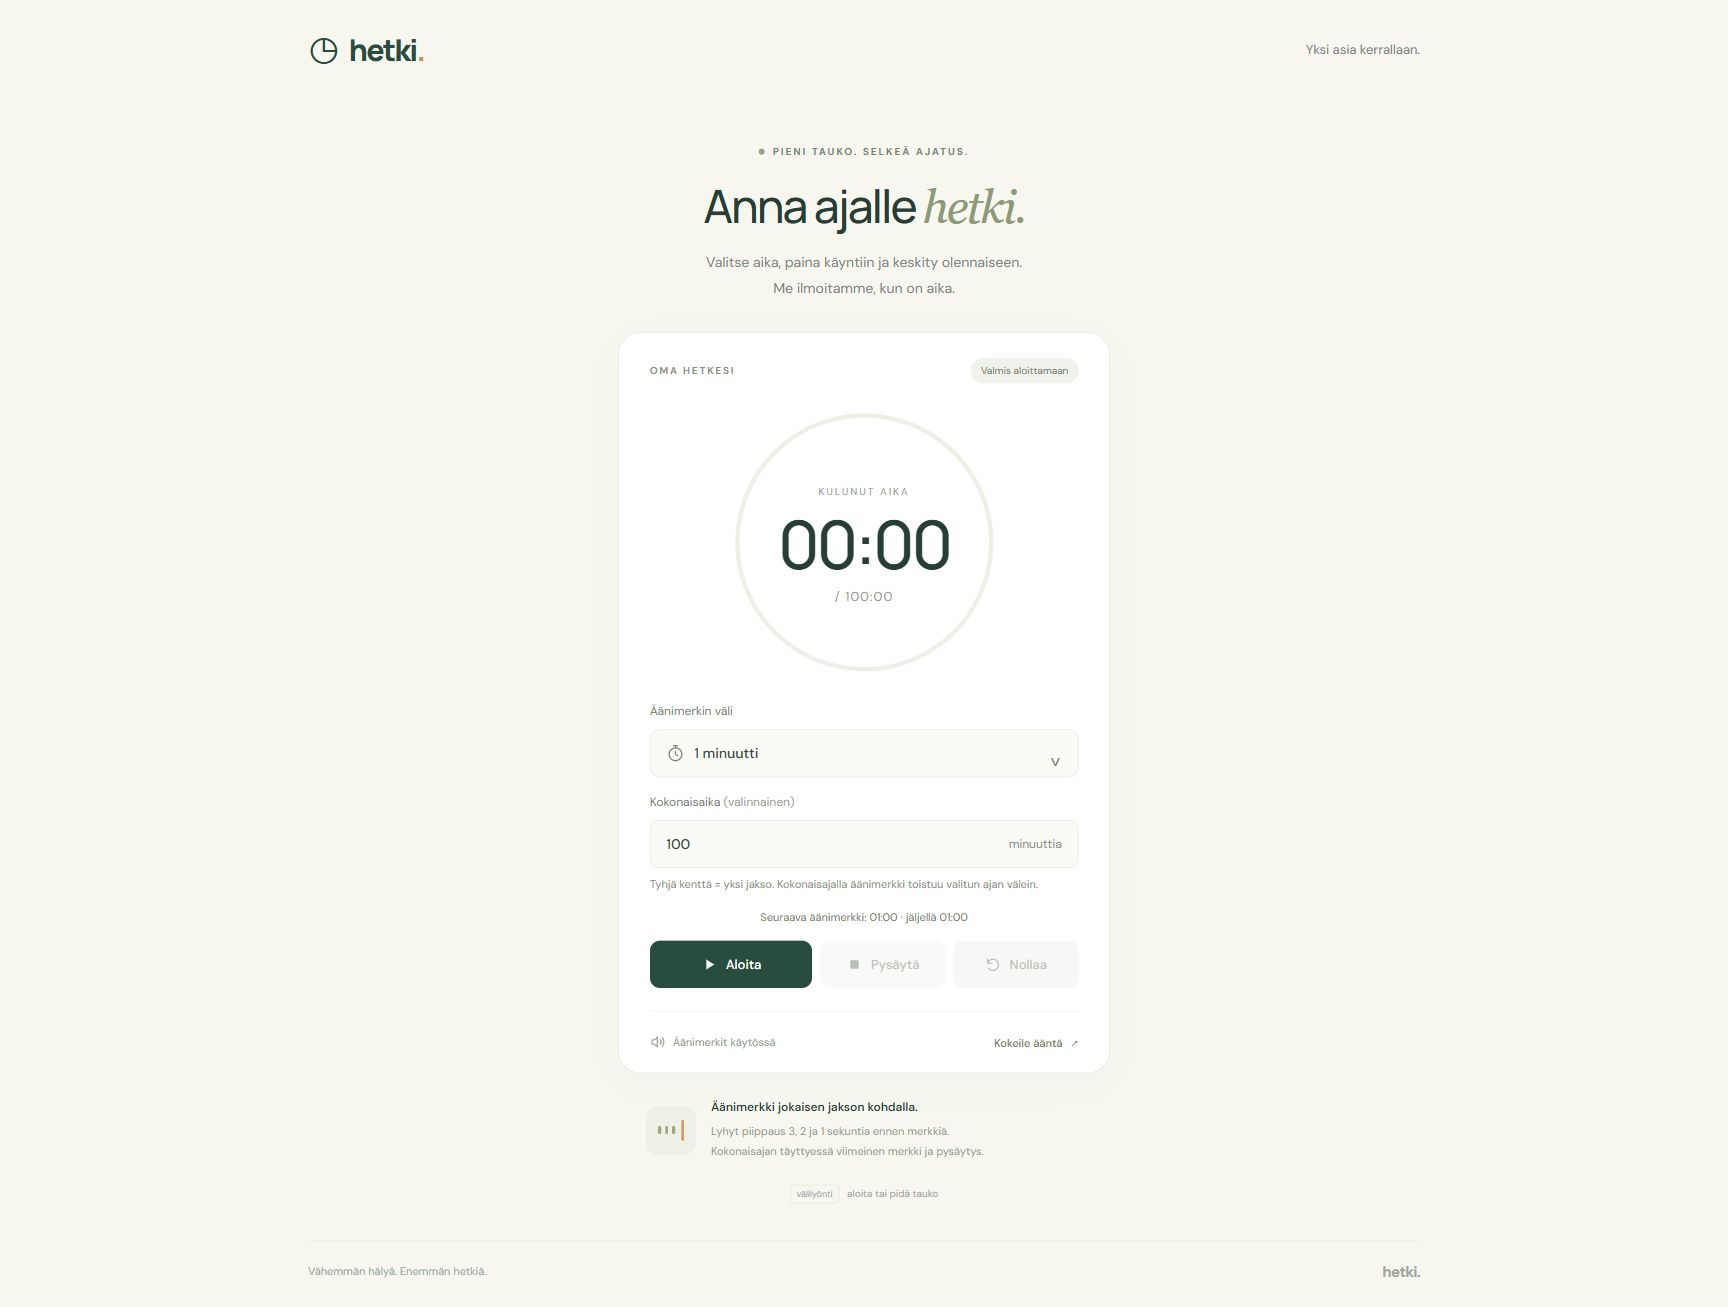 hetki.
Yksi asia kerrallaan.
PIENI TAUKO. SELKEÄ AJATUS.
Anna ajalle hetki.
Valitse aika, paina käyntiin ja keskity olennaiseen.
Me ilmoitamme, kun on aika.
OMA HETKESI
Valmis aloittamaan
KULUNUT AIKA
00:00
/ 100:00
Äänimerkin väli
1 minuutti
Kokonaisaika (valinnainen)
100
minuuttia
Tyhjä kenttä = yksi jakso. Kokonaisajalla äänimerkki toistuu valitun ajan välein.
Seuraava äänimerkki: 01:00 · jäljellä 01:00
Aloita
Pysäytä
Nollaa
Äänimerkit käytössä
Kokeile ääntä ↗
Äänimerkki jokaisen jakson kohdalla.
Lyhyt piippaus 3, 2 ja 1 sekuntia ennen merkkiä.
Kokonaisajan täyttyessä viimeinen merkki ja pysäytys.
välilyönti aloita tai pidä tauko
Vähemmän hälyä. Enemmän hetkiä.
hetki.